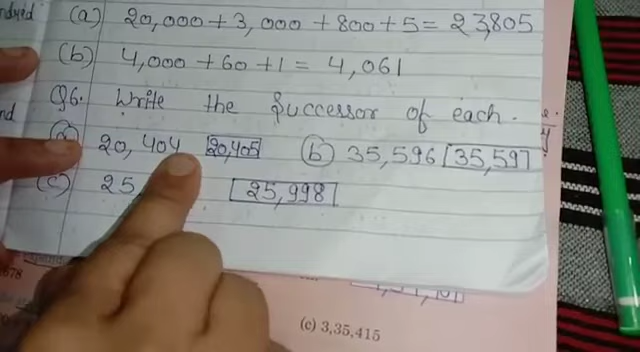 (a) 20,000 + 3,000 + 800 + 5 = 23,805
(b) 4,000 + 60 + 1 = 4,061
Q6. Write the Successor of each.
(a) 20,404 20,405 (b) 35,596 35,597
(c) 25, 25,998
(c) 3,35,415